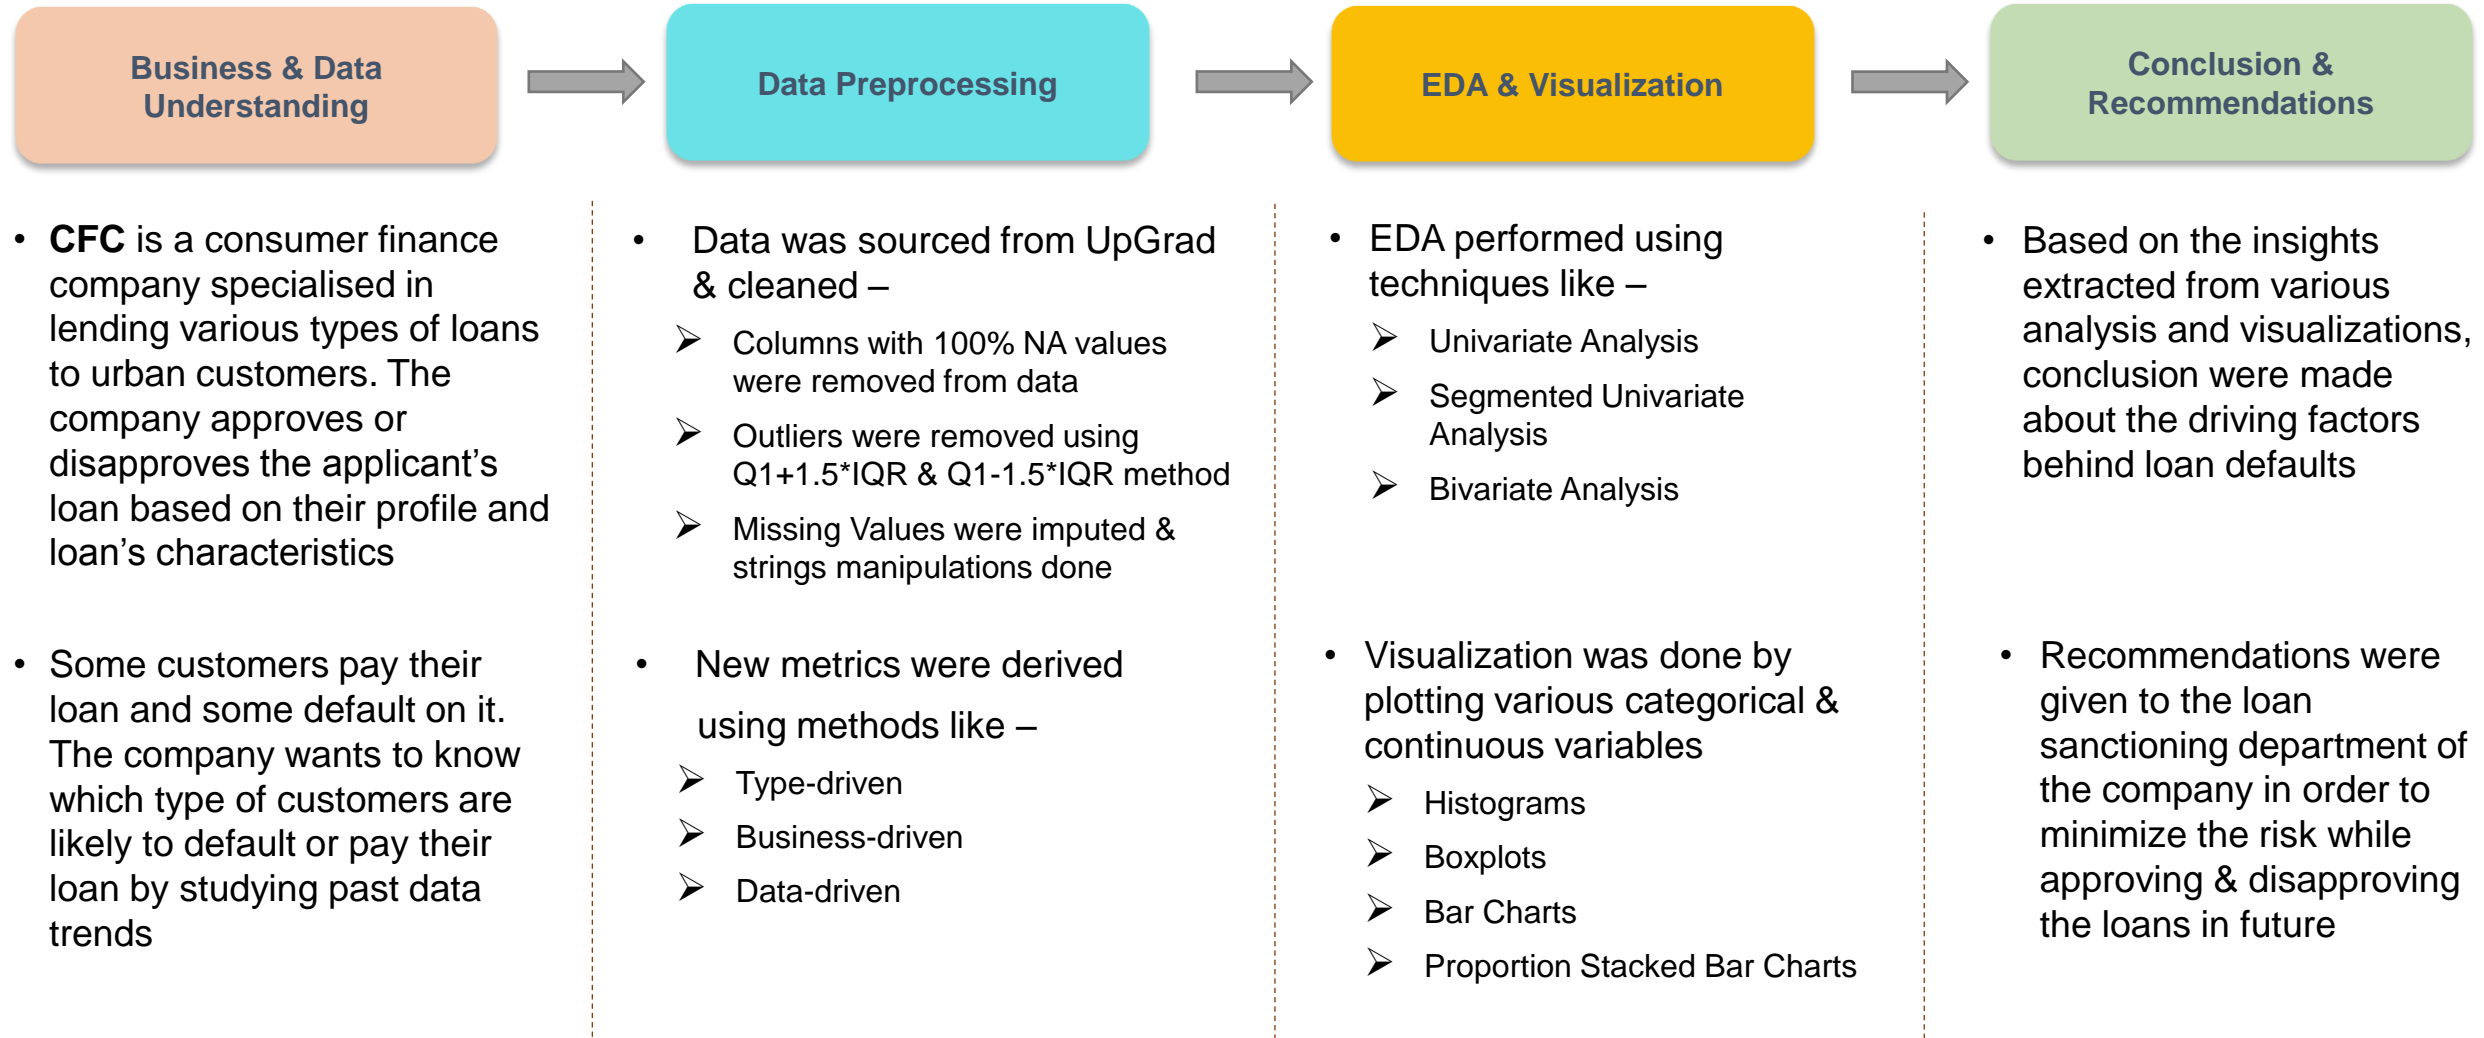 Business & Data
Understanding
Data Preprocessing
EDA & Visualization
Conclusion &
Recommendations
• CFC is a consumer finance
company specialised in
lending various types of loans
to urban customers. The
company approves or
disapproves the applicant’s
loan based on their profile and
loan’s characteristics
• Some customers pay their
loan and some default on it.
The company wants to know
which type of customers are
likely to default or pay their
loan by studying past data
trends
• Data was sourced from UpGrad
& cleaned –
➢ Columns with 100% NA values
were removed from data
➢ Outliers were removed using
Q1+1.5*IQR & Q1-1.5*IQR method
➢ Missing Values were imputed &
strings manipulations done
• New metrics were derived
using methods like –
➢ Type-driven
➢ Business-driven
➢ Data-driven
• EDA performed using
techniques like –
➢ Univariate Analysis
➢ Segmented Univariate
Analysis
➢ Bivariate Analysis
• Visualization was done by
plotting various categorical &
continuous variables
➢ Histograms
➢ Boxplots
➢ Bar Charts
➢ Proportion Stacked Bar Charts
• Based on the insights
extracted from various
analysis and visualizations,
conclusion were made
about the driving factors
behind loan defaults
• Recommendations were
given to the loan
sanctioning department of
the company in order to
minimize the risk while
approving & disapproving
the loans in future